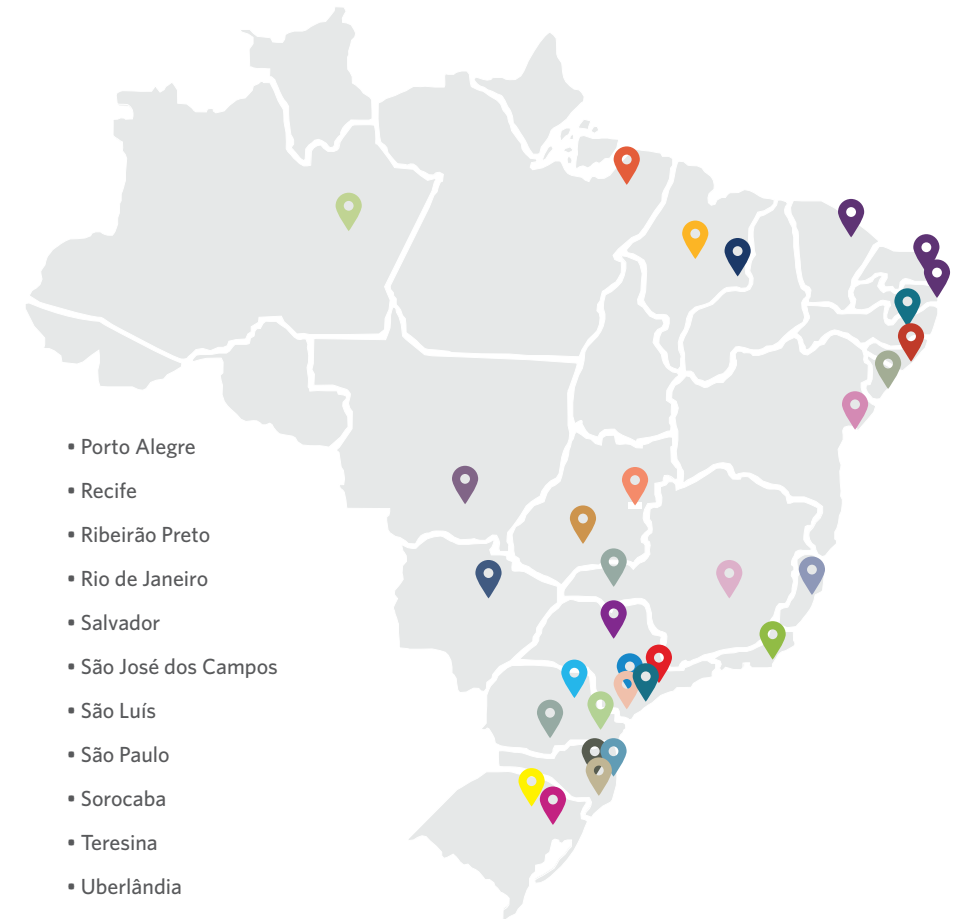 • Porto Alegre
• Recife
• Ribeirão Preto
• Rio de Janeiro
• Salvador
• São José dos Campos
• São Luís
• São Paulo
• Sorocaba
• Teresina
• Uberlândia